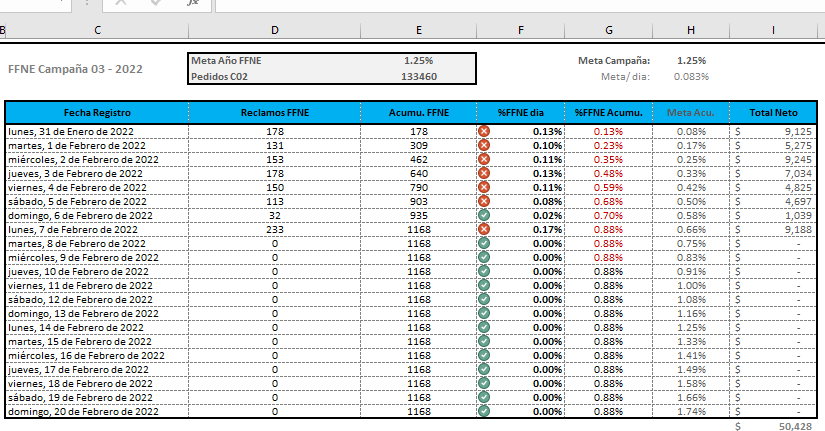 B C D E F G H I
Meta Año FFNE 1.25% Meta Campaña: 1.25%
FFNE Campaña 03 - 2022
Pedidos C02 133460 Meta/dia: 0.083%
Fecha Registro Reclamos FFNE Acumu. FFNE %FFNE dia %FFNE Acumu. Meta Acu. Total Neto
lunes, 31 de Enero de 2022 178 178 0.13% 0.13% 0.08% $ 9,125
martes, 1 de Febrero de 2022 131 309 0.10% 0.23% 0.17% $ 5,275
miércoles, 2 de Febrero de 2022 153 462 0.11% 0.35% 0.25% $ 9,245
jueves, 3 de Febrero de 2022 178 640 0.13% 0.48% 0.33% $ 7,034
viernes, 4 de Febrero de 2022 150 790 0.11% 0.59% 0.42% $ 4,825
sábado, 5 de Febrero de 2022 113 903 0.08% 0.68% 0.50% $ 4,697
domingo, 6 de Febrero de 2022 32 935 0.02% 0.70% 0.58% $ 1,039
lunes, 7 de Febrero de 2022 233 1168 0.17% 0.88% 0.66% $ 9,188
martes, 8 de Febrero de 2022 0 1168 0.00% 0.88% 0.75% $ -
miércoles, 9 de Febrero de 2022 0 1168 0.00% 0.88% 0.83% $ -
jueves, 10 de Febrero de 2022 0 1168 0.00% 0.88% 0.91% $ -
viernes, 11 de Febrero de 2022 0 1168 0.00% 0.88% 1.00% $ -
sábado, 12 de Febrero de 2022 0 1168 0.00% 0.88% 1.08% $ -
domingo, 13 de Febrero de 2022 0 1168 0.00% 0.88% 1.16% $ -
lunes, 14 de Febrero de 2022 0 1168 0.00% 0.88% 1.25% $ -
martes, 15 de Febrero de 2022 0 1168 0.00% 0.88% 1.33% $ -
miércoles, 16 de Febrero de 2022 0 1168 0.00% 0.88% 1.41% $ -
jueves, 17 de Febrero de 2022 0 1168 0.00% 0.88% 1.49% $ -
viernes, 18 de Febrero de 2022 0 1168 0.00% 0.88% 1.58% $ -
sábado, 19 de Febrero de 2022 0 1168 0.00% 0.88% 1.66% $ -
domingo, 20 de Febrero de 2022 0 1168 0.00% 0.88% 1.74% $ -
$ 50,428